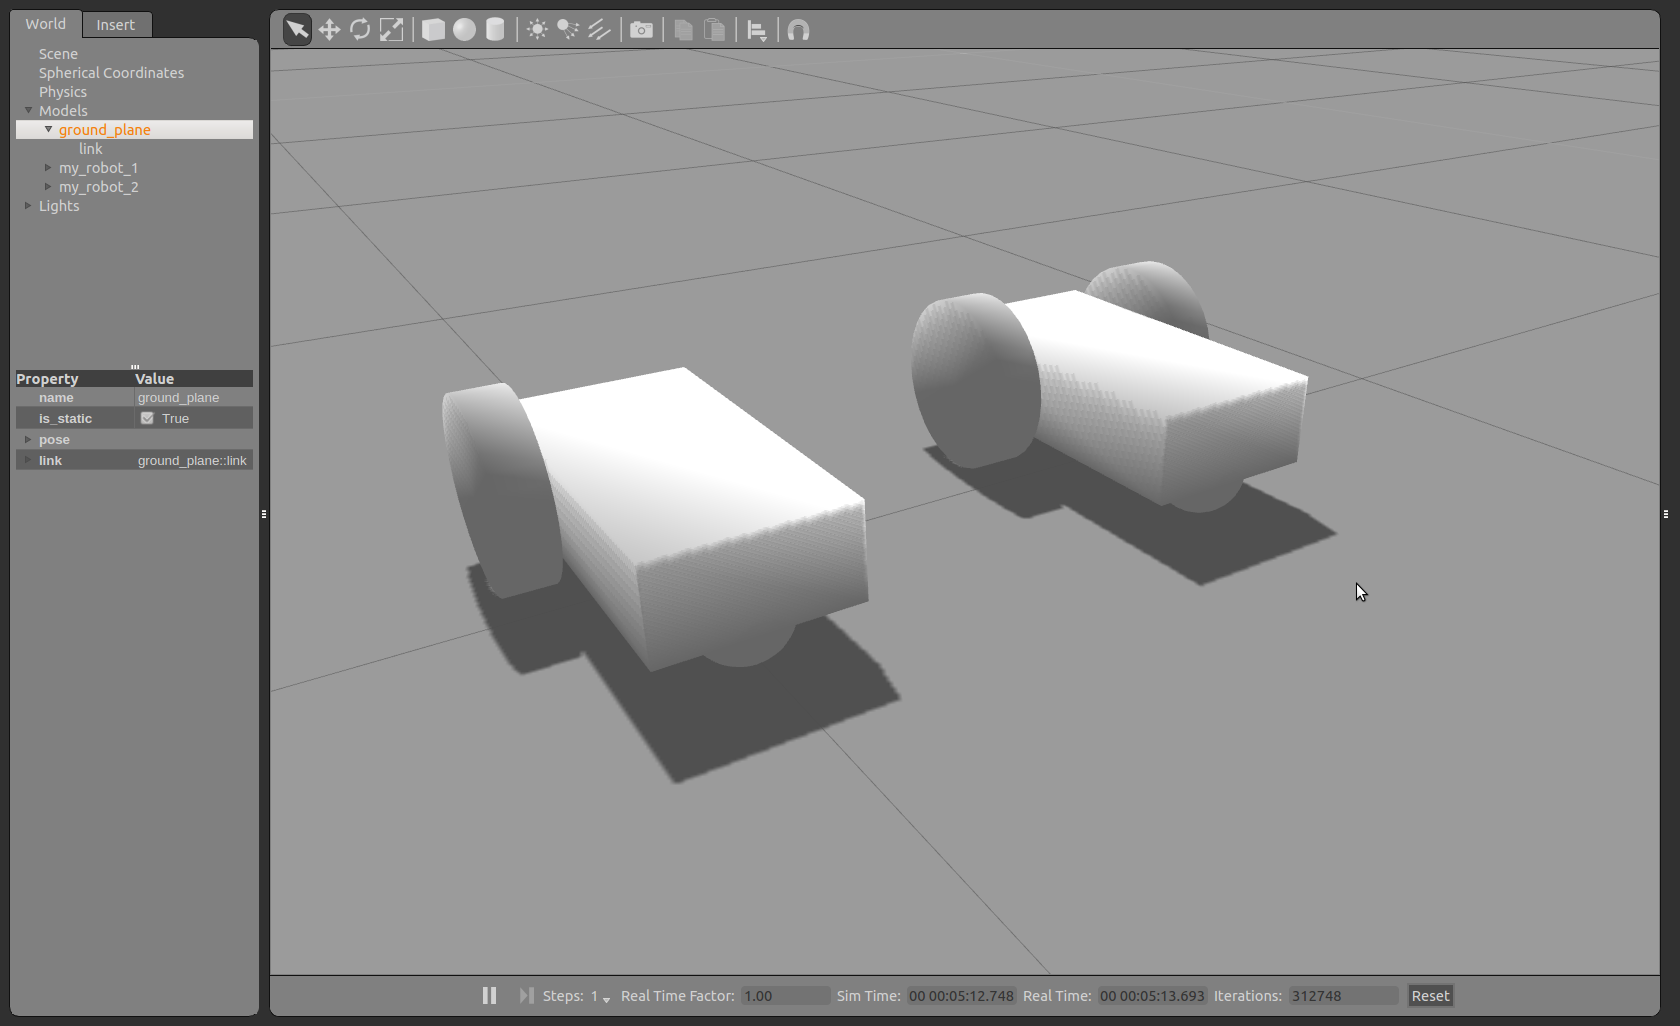 World Insert
Scene
Spherical Coordinates
Physics
Models
ground_plane
link
my_robot_1
my_robot_2
Lights
Property Value
name ground_plane
is_static True
pose
link ground_plane::link
Steps: 1 Real Time Factor: 1.00 Sim Time: 00 00:05:12.748 Real Time: 00 00:05:13.693 Iterations: 312748 Reset